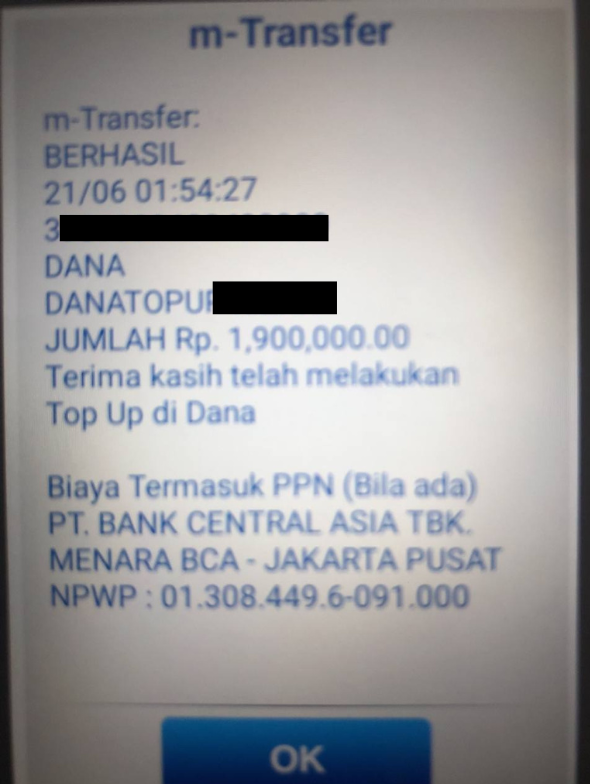 m-Transfer
m-Transfer:
BERHASIL
21/06 01:54:27
3
DANA
DANATOPUP
JUMLAH Rp. 1,900,000.00
Terima kasih telah melakukan
Top Up di Dana
Biaya Termasuk PPN (Bila ada)
PT. BANK CENTRAL ASIA TBK.
MENARA BCA - JAKARTA PUSAT
NPWP : 01.308.449.6-091.000
OK